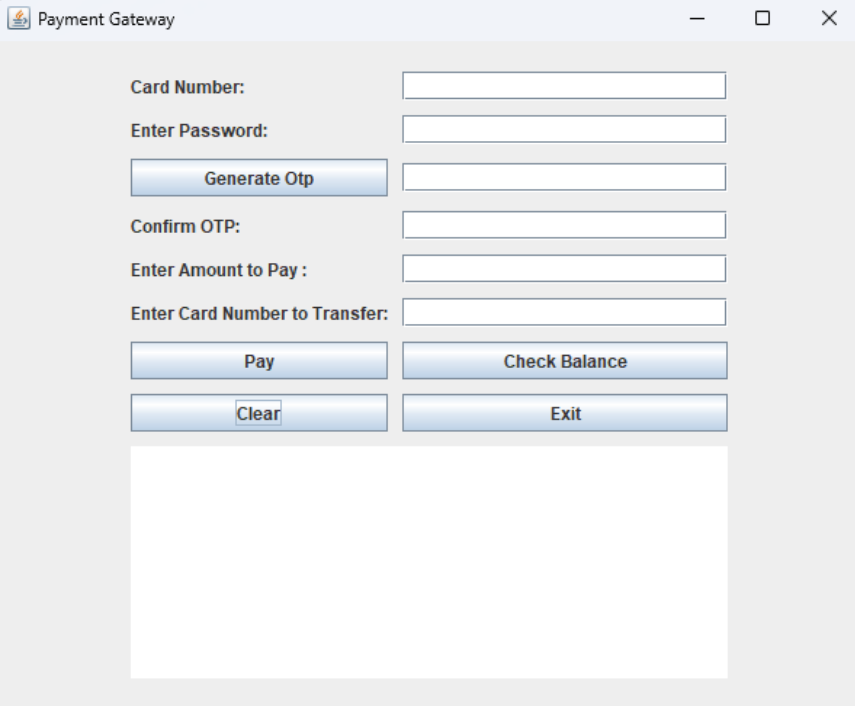 Payment Gateway
Card Number:
Enter Password:
Generate Otp
Confirm OTP:
Enter Amount to Pay :
Enter Card Number to Transfer:
Pay Check Balance
Clear Exit